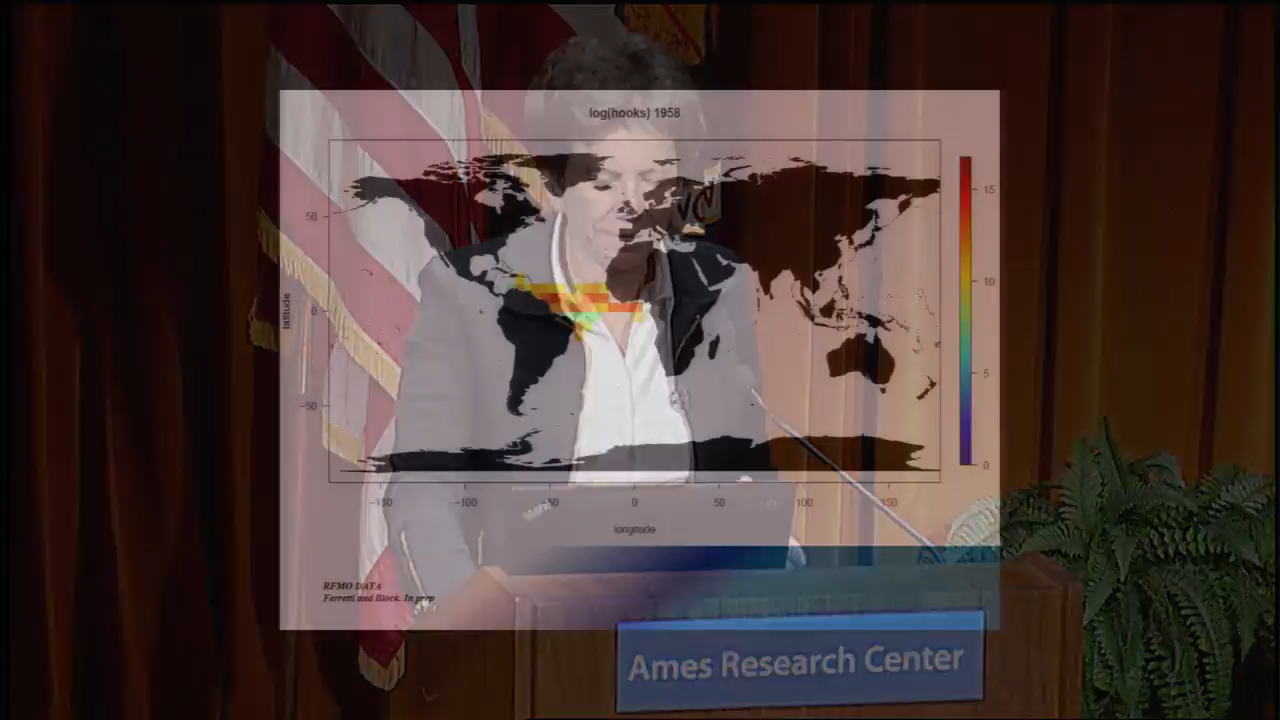 log(hooks) 1958
15
50
10
latitude
0
5
-50
0
-150
-100
-50
0
50
100
150
longitude
RFMO DATA
Ferretti and Block. In prep
Ames Research Center